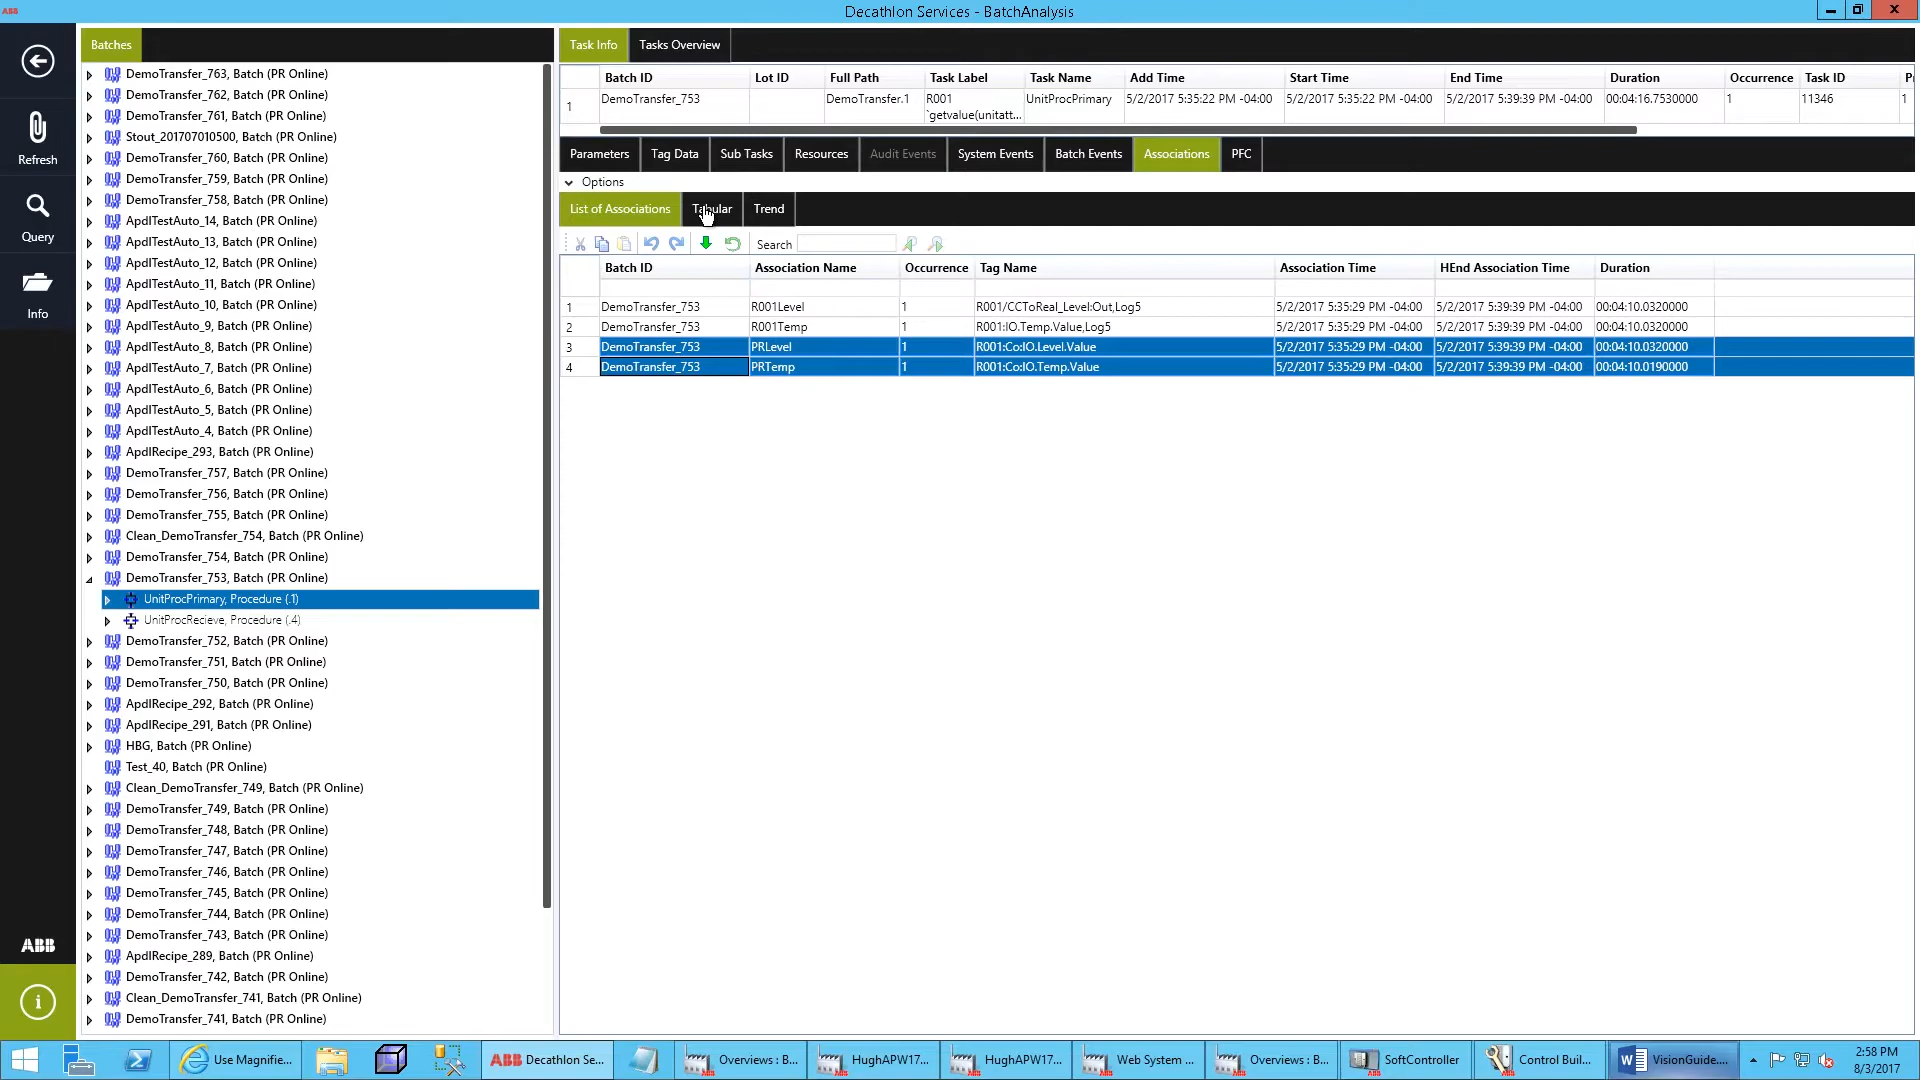 ABB
Decathlon Services - BatchAnalysis
Batches
Task Info
Tasks Overview
Refresh
Query
Info
ABB
DemoTransfer_763, Batch (PR Online)
DemoTransfer_762, Batch (PR Online)
DemoTransfer_761, Batch (PR Online)
Stout_201707010500, Batch (PR Online)
DemoTransfer_760, Batch (PR Online)
DemoTransfer_759, Batch (PR Online)
DemoTransfer_758, Batch (PR Online)
ApdlTestAuto_14, Batch (PR Online)
ApdlTestAuto_13, Batch (PR Online)
ApdlTestAuto_12, Batch (PR Online)
ApdlTestAuto_11, Batch (PR Online)
ApdlTestAuto_10, Batch (PR Online)
ApdlTestAuto_9, Batch (PR Online)
ApdlTestAuto_8, Batch (PR Online)
ApdlTestAuto_7, Batch (PR Online)
ApdlTestAuto_6, Batch (PR Online)
ApdlTestAuto_5, Batch (PR Online)
ApdlTestAuto_4, Batch (PR Online)
ApdlRecipe_293, Batch (PR Online)
DemoTransfer_757, Batch (PR Online)
DemoTransfer_756, Batch (PR Online)
DemoTransfer_755, Batch (PR Online)
Clean_DemoTransfer_754, Batch (PR Online)
DemoTransfer_754, Batch (PR Online)
DemoTransfer_753, Batch (PR Online)
UnitProcPrimary, Procedure (.1)
UnitProcRecieve, Procedure (.4)
DemoTransfer_752, Batch (PR Online)
DemoTransfer_751, Batch (PR Online)
DemoTransfer_750, Batch (PR Online)
ApdlRecipe_292, Batch (PR Online)
ApdlRecipe_291, Batch (PR Online)
HBG, Batch (PR Online)
Test_40, Batch (PR Online)
Clean_DemoTransfer_749, Batch (PR Online)
DemoTransfer_749, Batch (PR Online)
DemoTransfer_748, Batch (PR Online)
DemoTransfer_747, Batch (PR Online)
DemoTransfer_746, Batch (PR Online)
DemoTransfer_745, Batch (PR Online)
DemoTransfer_744, Batch (PR Online)
DemoTransfer_743, Batch (PR Online)
ApdlRecipe_289, Batch (PR Online)
DemoTransfer_742, Batch (PR Online)
Clean_DemoTransfer_741, Batch (PR Online)
DemoTransfer_741, Batch (PR Online)
Batch ID Lot ID Full Path Task Label Task Name Add Time Start Time End Time Duration Occurrence Task ID
1 DemoTransfer_753 DemoTransfer.1 R001 UnitProcPrimary 5/2/2017 5:35:22 PM -04:00 5/2/2017 5:35:22 PM -04:00 5/2/2017 5:39:39 PM -04:00 00:04:16.7530000 1 11346 1
`getvalue(unitatt...
Parameters Tag Data Sub Tasks Resources Audit Events System Events Batch Events Associations PFC
Options
List of Associations Tabular Trend
Search
Batch ID Association Name Occurrence Tag Name Association Time HEnd Association Time Duration
1 DemoTransfer_753 R001Level 1 R001/CCToReal_Level:Out,Log5 5/2/2017 5:35:29 PM -04:00 5/2/2017 5:39:39 PM -04:00 00:04:10.0320000
2 DemoTransfer_753 R001Temp 1 R001:IO.Temp.Value,Log5 5/2/2017 5:35:29 PM -04:00 5/2/2017 5:39:39 PM -04:00 00:04:10.0320000
3 DemoTransfer_753 PRLevel 1 R001:Co:IO.Level.Value 5/2/2017 5:35:29 PM -04:00 5/2/2017 5:39:39 PM -04:00 00:04:10.0320000
4 DemoTransfer_753 PRTemp 1 R001:Co:IO.Temp.Value 5/2/2017 5:35:29 PM -04:00 5/2/2017 5:39:39 PM -04:00 00:04:10.0190000
Use Magnifie... ABB Decathlon Se... Overviews : B... HughAPW17... HughAPW17... Web System ... Overviews : B... SoftController Control Buil... VisionGuide....
2:58 PM
8/3/2017